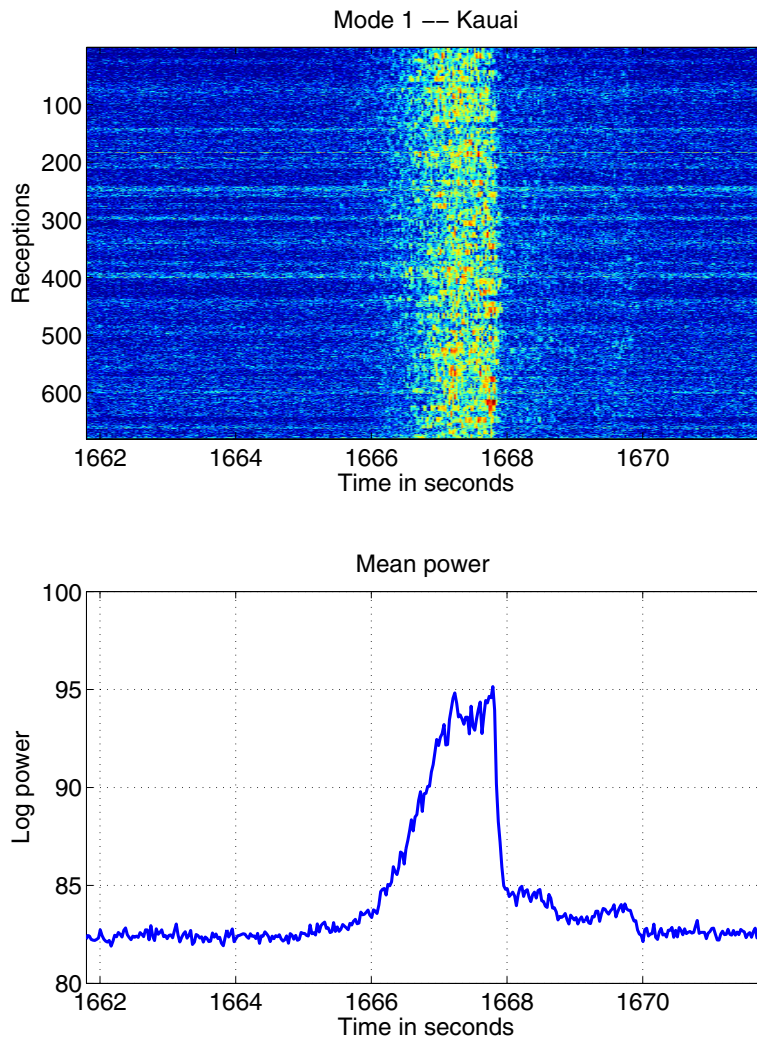 Mode 1 −− Kauai
Receptions
100
200
300
400
500
600
1662 1664 1666 1668 1670
Time in seconds
Mean power
Log power
100
95
90
85
80
1662 1664 1666 1668 1670
Time in seconds